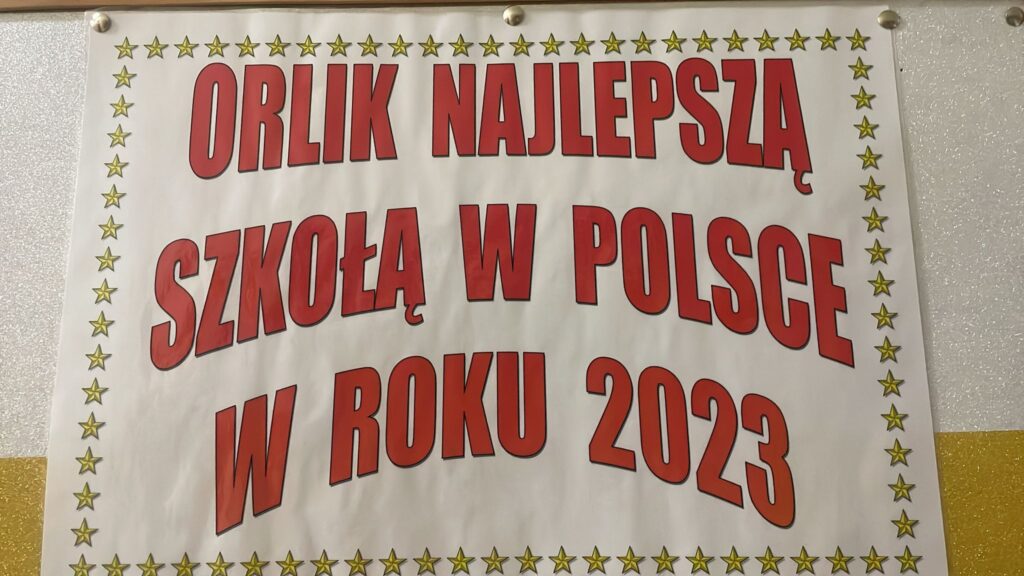 ORLIK NAJLEPSZĄ
SZKOŁĄ W POLSCE
W ROKU 2023